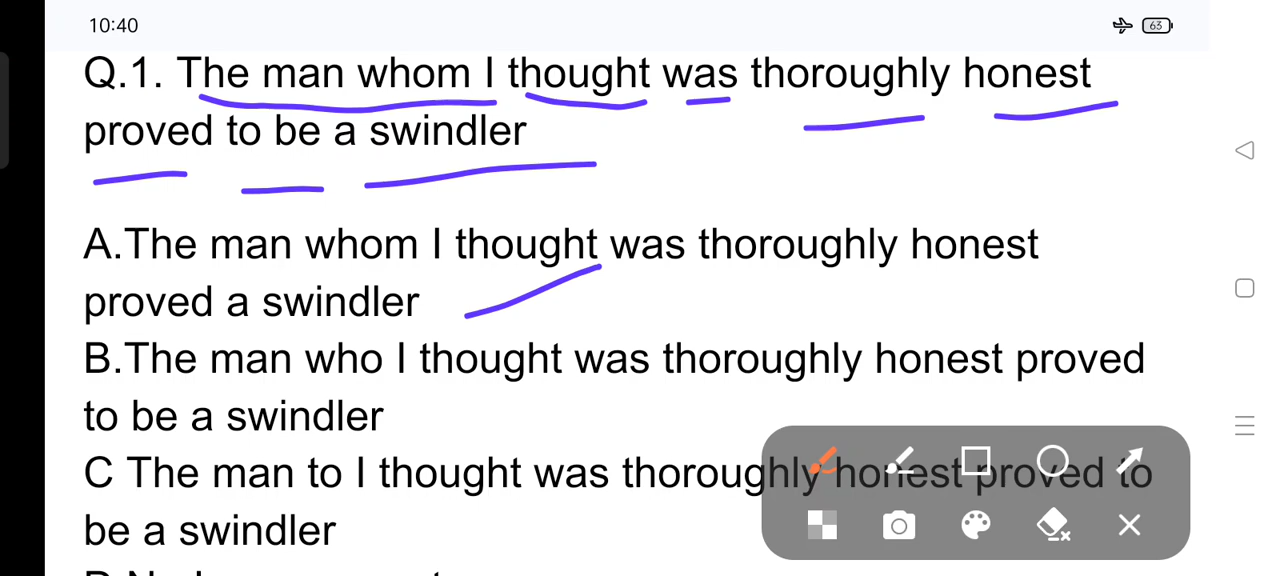 10:40
63
Q.1. The man whom I thought was thoroughly honest
proved to be a swindler
A.The man whom I thought was thoroughly honest
proved a swindler
B.The man who I thought was thoroughly honest proved
to be a swindler
C The man to I thought was thoroughly honest proved to
be a swindler